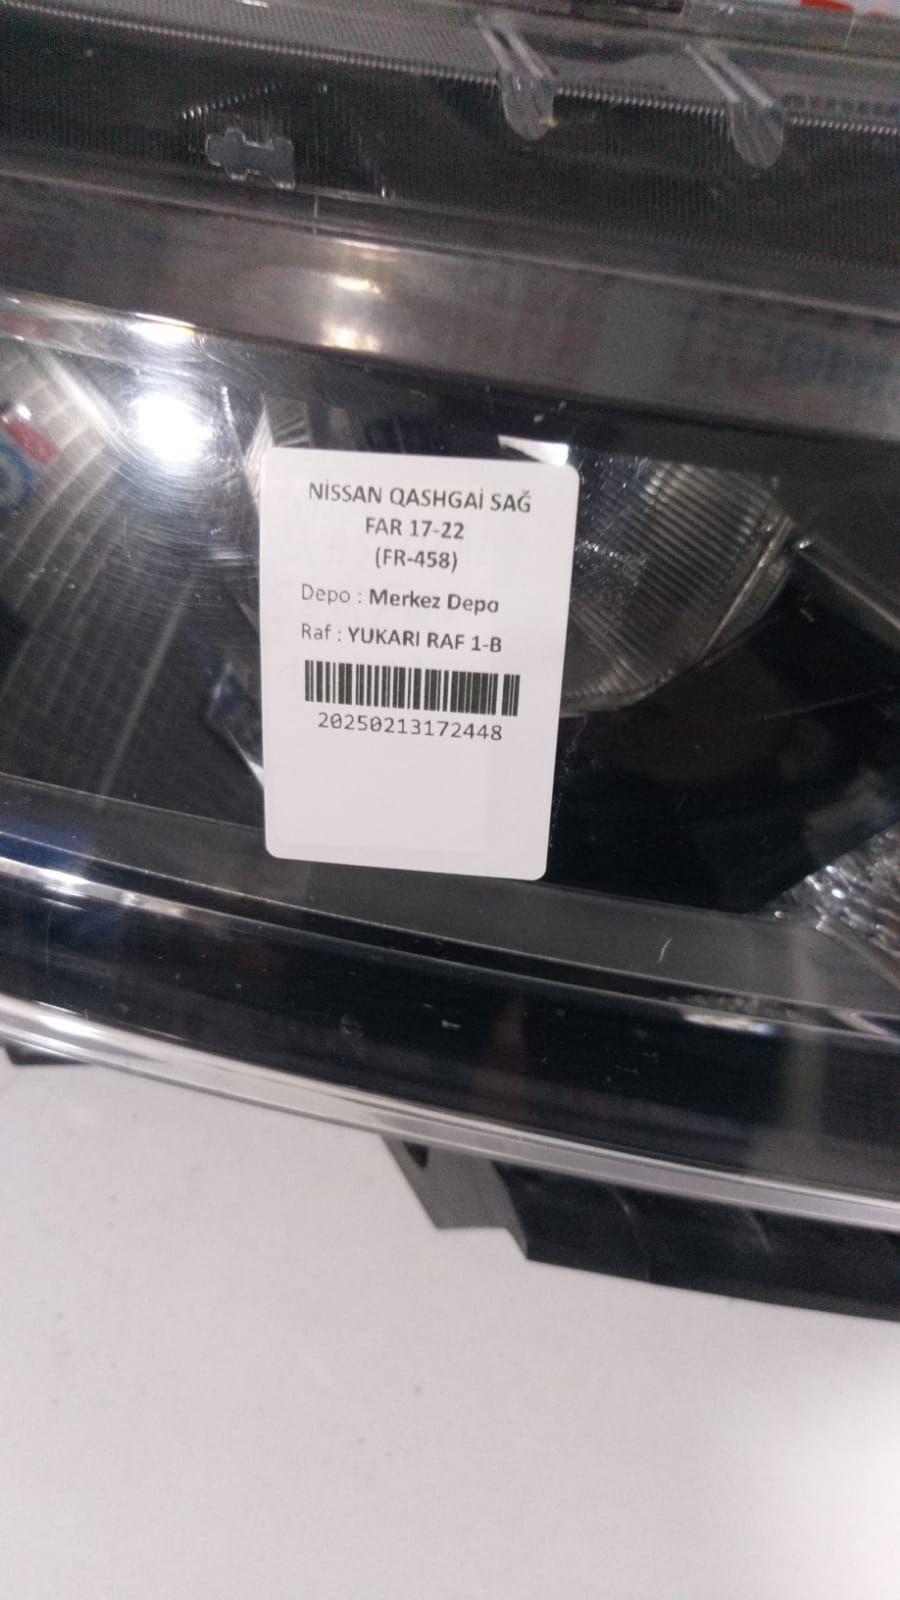 NİSSAN QASHGAİ SAĞ
FAR 17-22
(FR-458)
Depo : Merkez Depo
Raf : YUKARI RAF 1-B
20250213172448